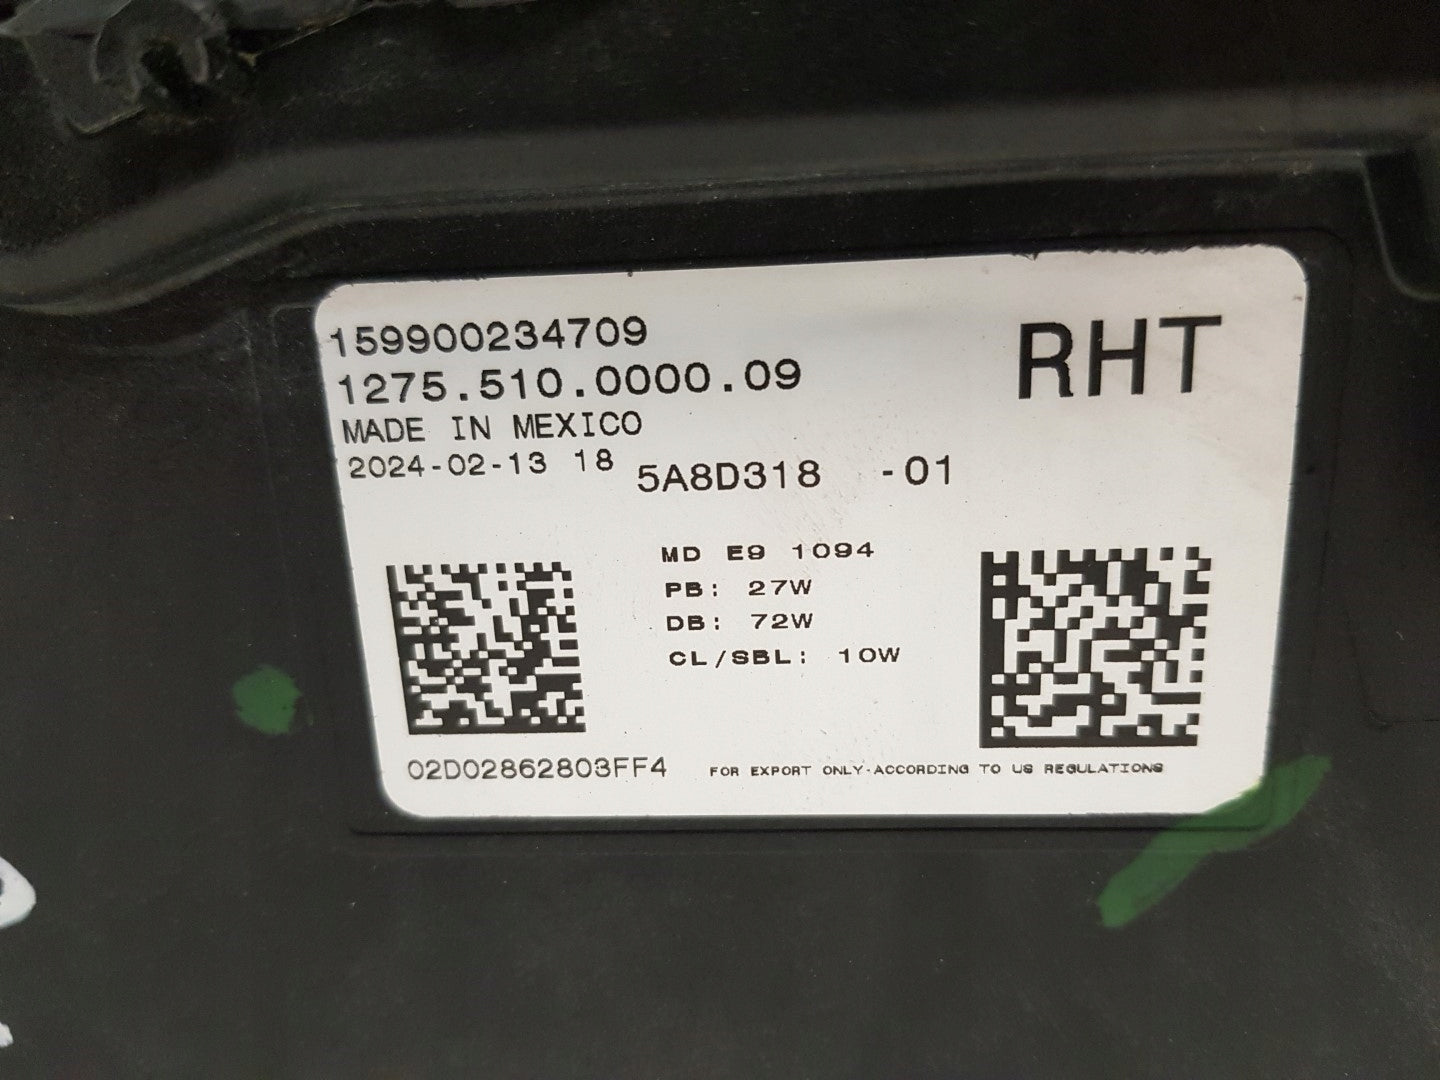 159900234709
RHT
1275.510.0000.09
MADE IN MEXICO
2024-02-13 18
5A8D318 -01
MD E9 1094
PB: 27W
DB: 72W
CL/SBL: 10W
02D02862803FF4
FOR EXPORT ONLY-ACCORDING TO US REGULATIONS